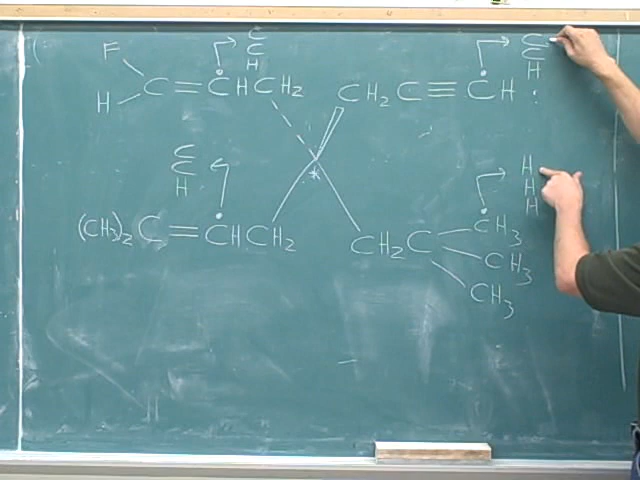 C
C
H
F
H C = CHCH₂
C
C
H
CH₂C ≡ CH
C
C
H
*
H
H
H
(CH₃)₂C = CHCH₂
CH₂C CH₃
CH₃
CH₃